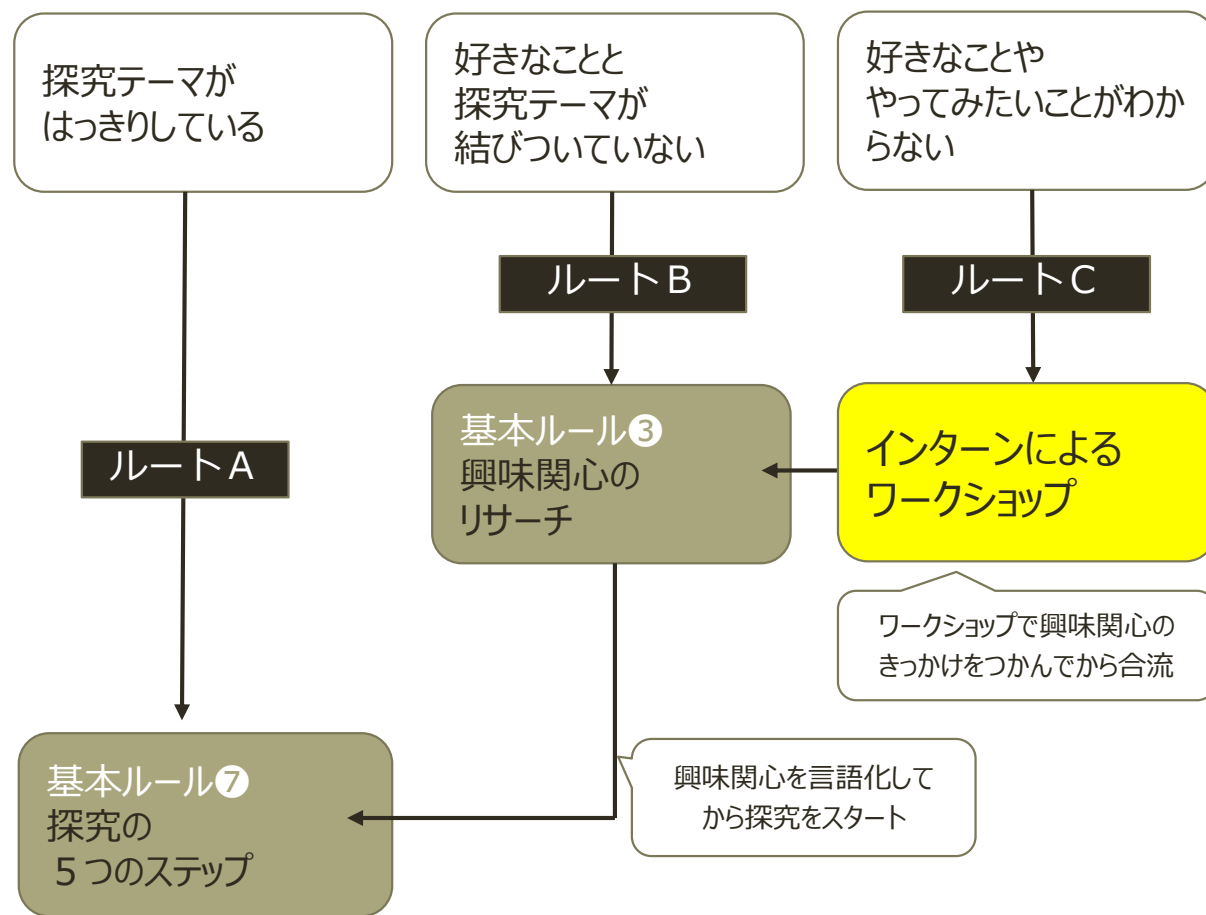 探究テーマが
はっきりしている
好きなことと
探究テーマが
結びついていない
好きなことや
やってみたいことがわか
らない
ルートB
ルートC
ルートA
基本ルール❸
興味関心の
リサーチ
インターンによる
ワークショップ
ワークショップで興味関心の
きっかけをつかんでから合流
基本ルール❼
探究の
５つのステップ
興味関心を言語化して
から探究をスタート